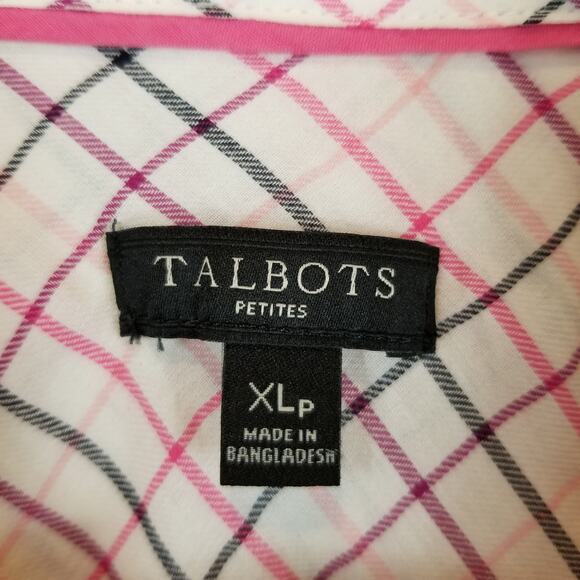 TALBOTS
PETITES
XLP
MADE IN
BANGLADESH